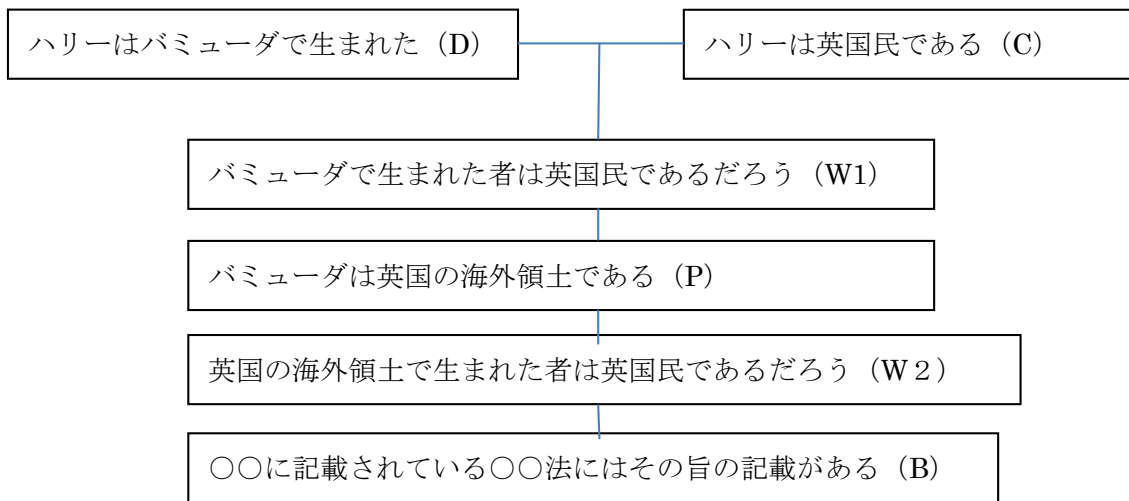 ハリーはバミューダで生まれた（D）
ハリーは英国民である（C）
バミューダで生まれた者は英国民であるだろう（W1）
バミューダは英国の海外領土である（P）
英国の海外領土で生まれた者は英国民であるだろう（W２）
○○に記載されている○○法にはその旨の記載がある（B）